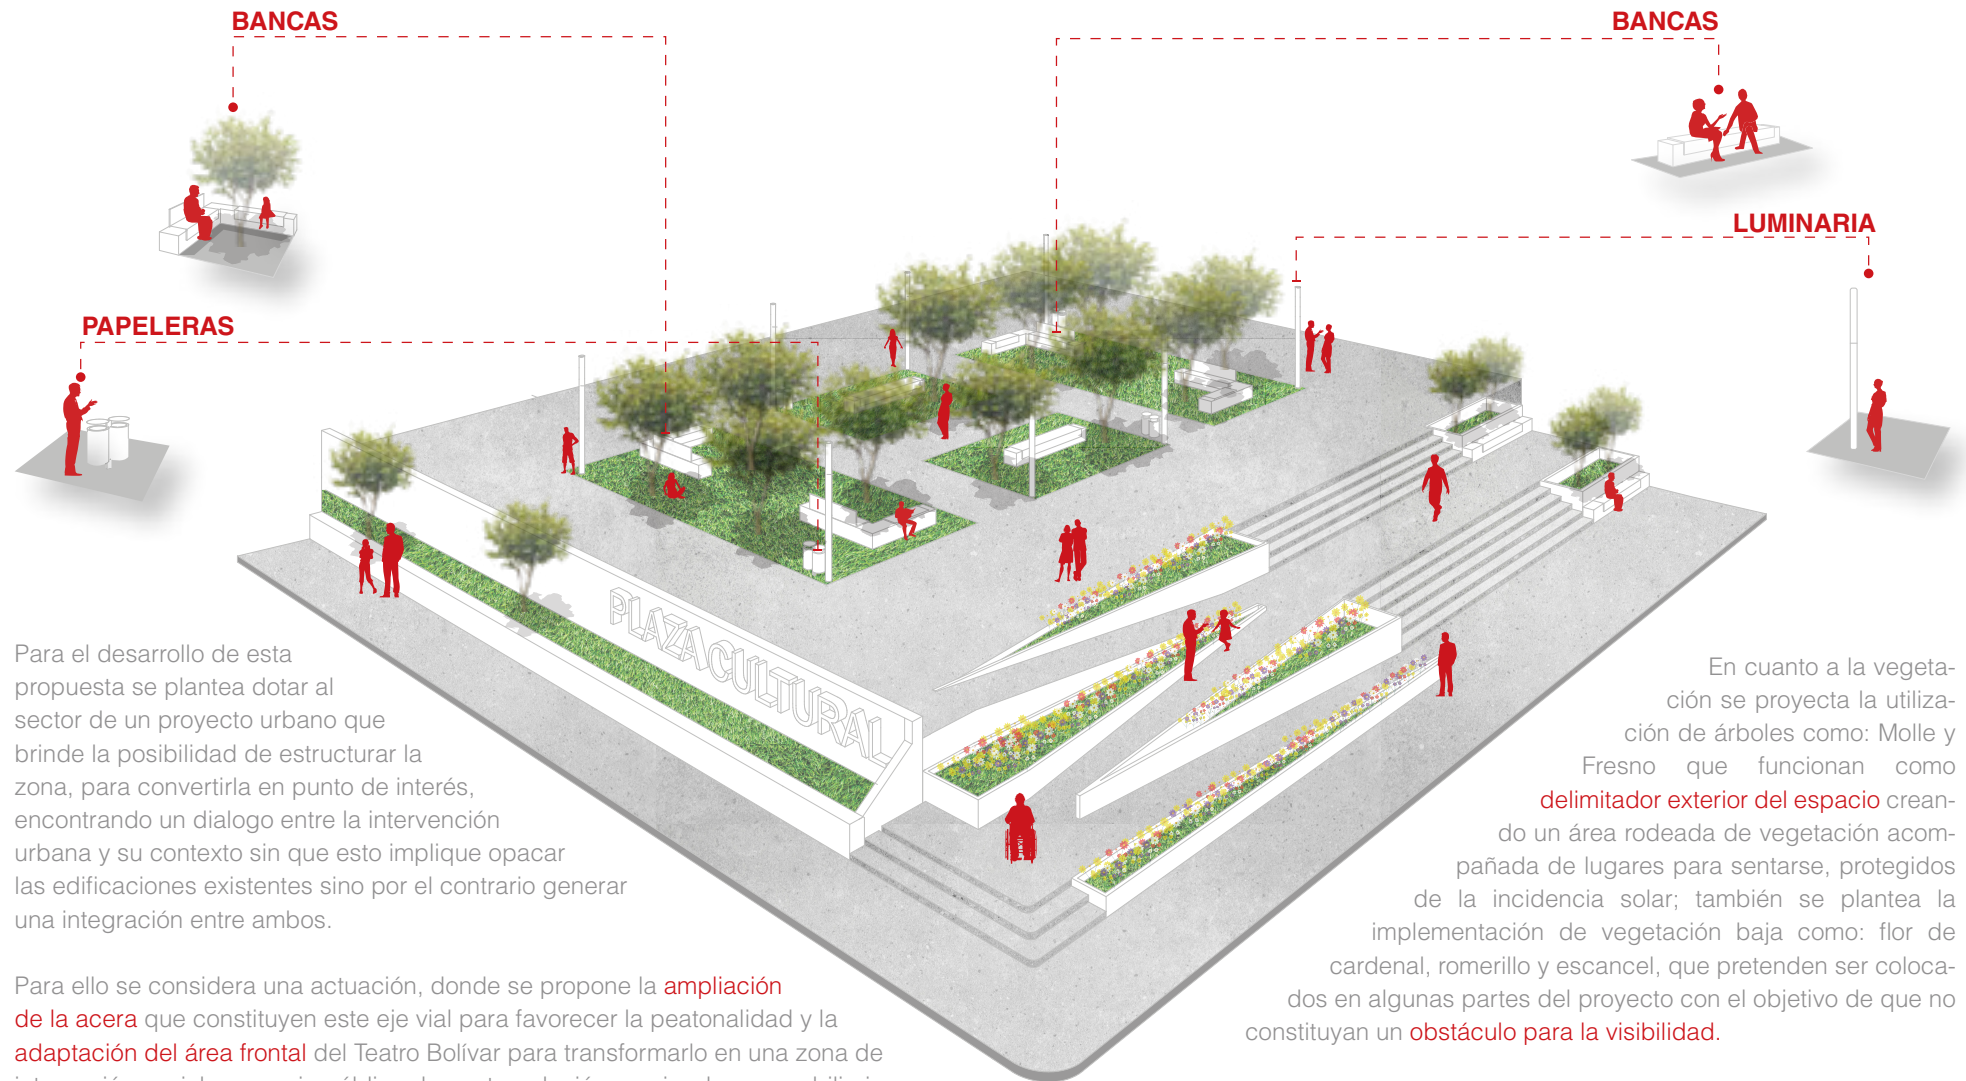 BANCAS
BANCAS
LUMINARIA
PAPELERAS
PLAZA CULTURAL
Para el desarrollo de esta
propuesta se plantea dotar al
sector de un proyecto urbano que
brinde la posibilidad de estructurar la
zona, para convertirla en punto de interés,
encontrando un dialogo entre la intervención
urbana y su contexto sin que esto implique opacar
las edificaciones existentes sino por el contrario generar
una integración entre ambos.
Para ello se considera una actuación, donde se propone la ampliación
de la acera que constituyen este eje vial para favorecer la peatonalidad y la
adaptación del área frontal del Teatro Bolívar para transformarlo en una zona de
En cuanto a la vegeta-
ción se proyecta la utiliza-
ción de árboles como: Molle y
Fresno que funcionan como
delimitador exterior del espacio crean-
do un área rodeada de vegetación acom-
pañada de lugares para sentarse, protegidos
de la incidencia solar; también se plantea la
implementación de vegetación baja como: flor de
cardenal, romerillo y escancel, que pretenden ser coloca-
dos en algunas partes del proyecto con el objetivo de que no
constituyan un obstáculo para la visibilidad.